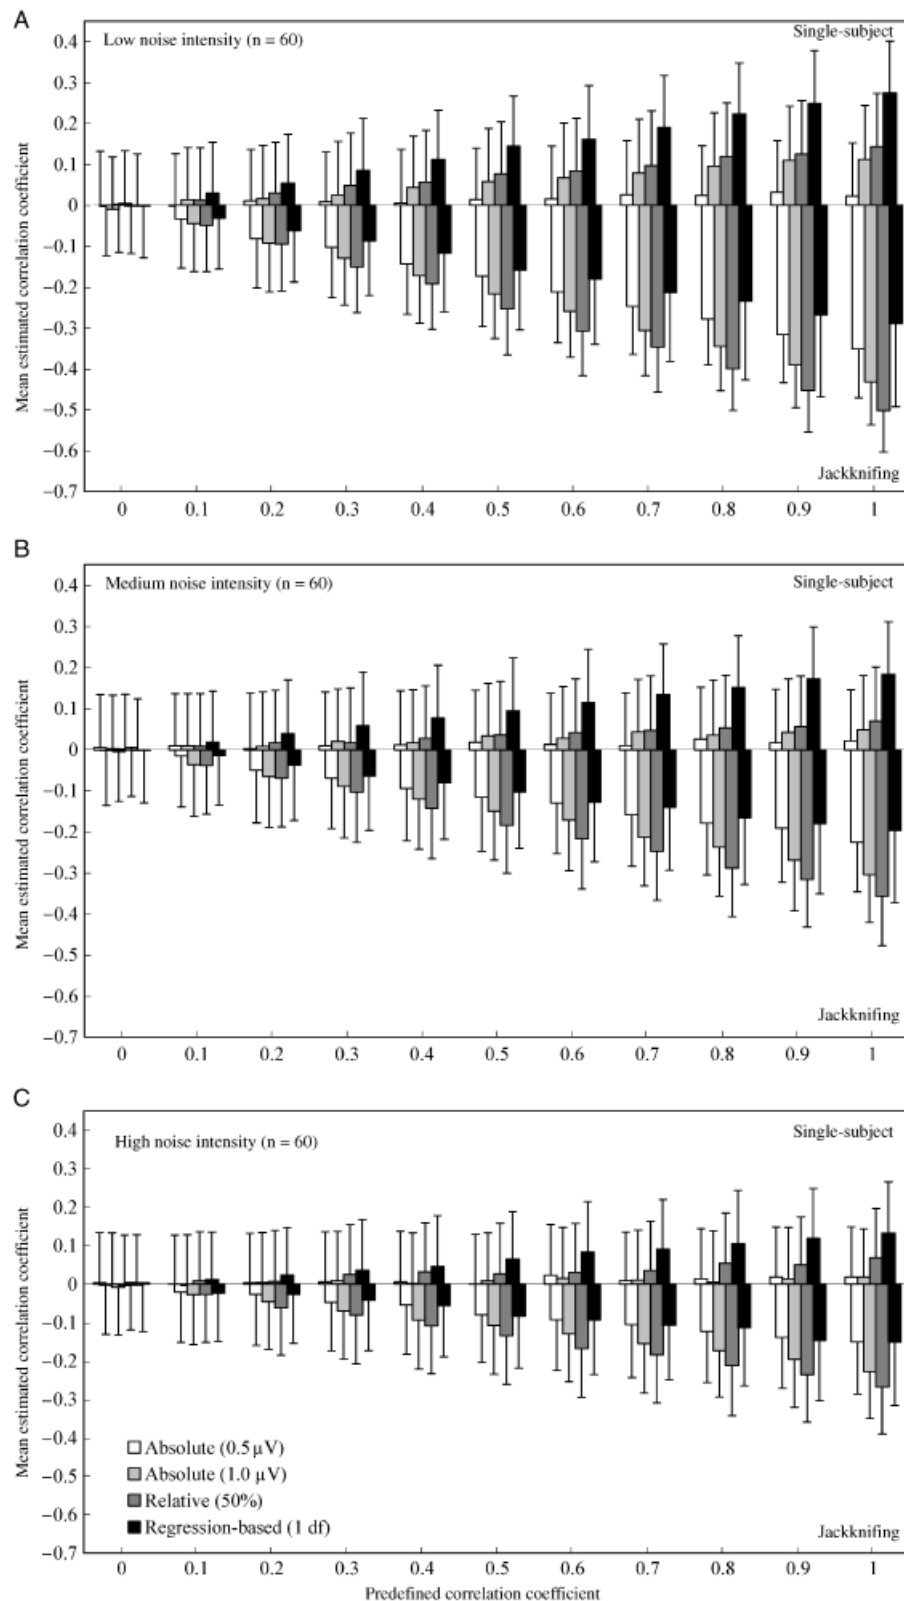 A
Low noise intensity (n = 60)
Single-subject
Mean estimated correlation coefficient
0.4
0.3
0.2
0.1
0
−0.1
−0.2
−0.3
−0.4
−0.5
−0.6
−0.7
Jackknifing
0 0.1 0.2 0.3 0.4 0.5 0.6 0.7 0.8 0.9 1
B
Medium noise intensity (n = 60)
Single-subject
Mean estimated correlation coefficient
0.4
0.3
0.2
0.1
0
−0.1
−0.2
−0.3
−0.4
−0.5
−0.6
−0.7
Jackknifing
0 0.1 0.2 0.3 0.4 0.5 0.6 0.7 0.8 0.9 1
C
High noise intensity (n = 60)
Single-subject
Mean estimated correlation coefficient
0.4
0.3
0.2
0.1
0
−0.1
−0.2
−0.3
−0.4
−0.5
−0.6
−0.7
Absolute (0.5 µV)
Absolute (1.0 µV)
Relative (50%)
Regression-based (1 df)
Jackknifing
0 0.1 0.2 0.3 0.4 0.5 0.6 0.7 0.8 0.9 1
Predefined correlation coefficient